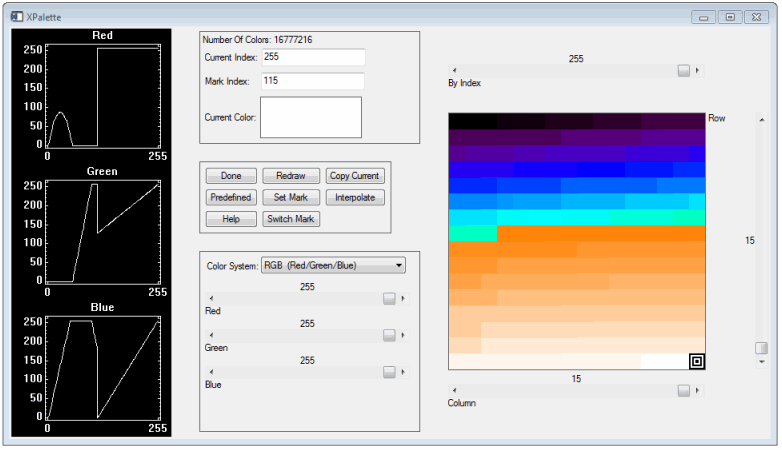 XPalette
Red
250
200
150
100
50
0
0 255
Green
250
200
150
100
50
0
0 255
Blue
250
200
150
100
50
0
0 255
Number Of Colors: 16777216
Current Index: 255
Mark Index: 115
Current Color:
Done Redraw Copy Current
Predefined Set Mark Interpolate
Help Switch Mark
Color System: RGB (Red/Green/Blue)
255
Red
255
Green
255
Blue
255
By Index
Row
15
15
Column